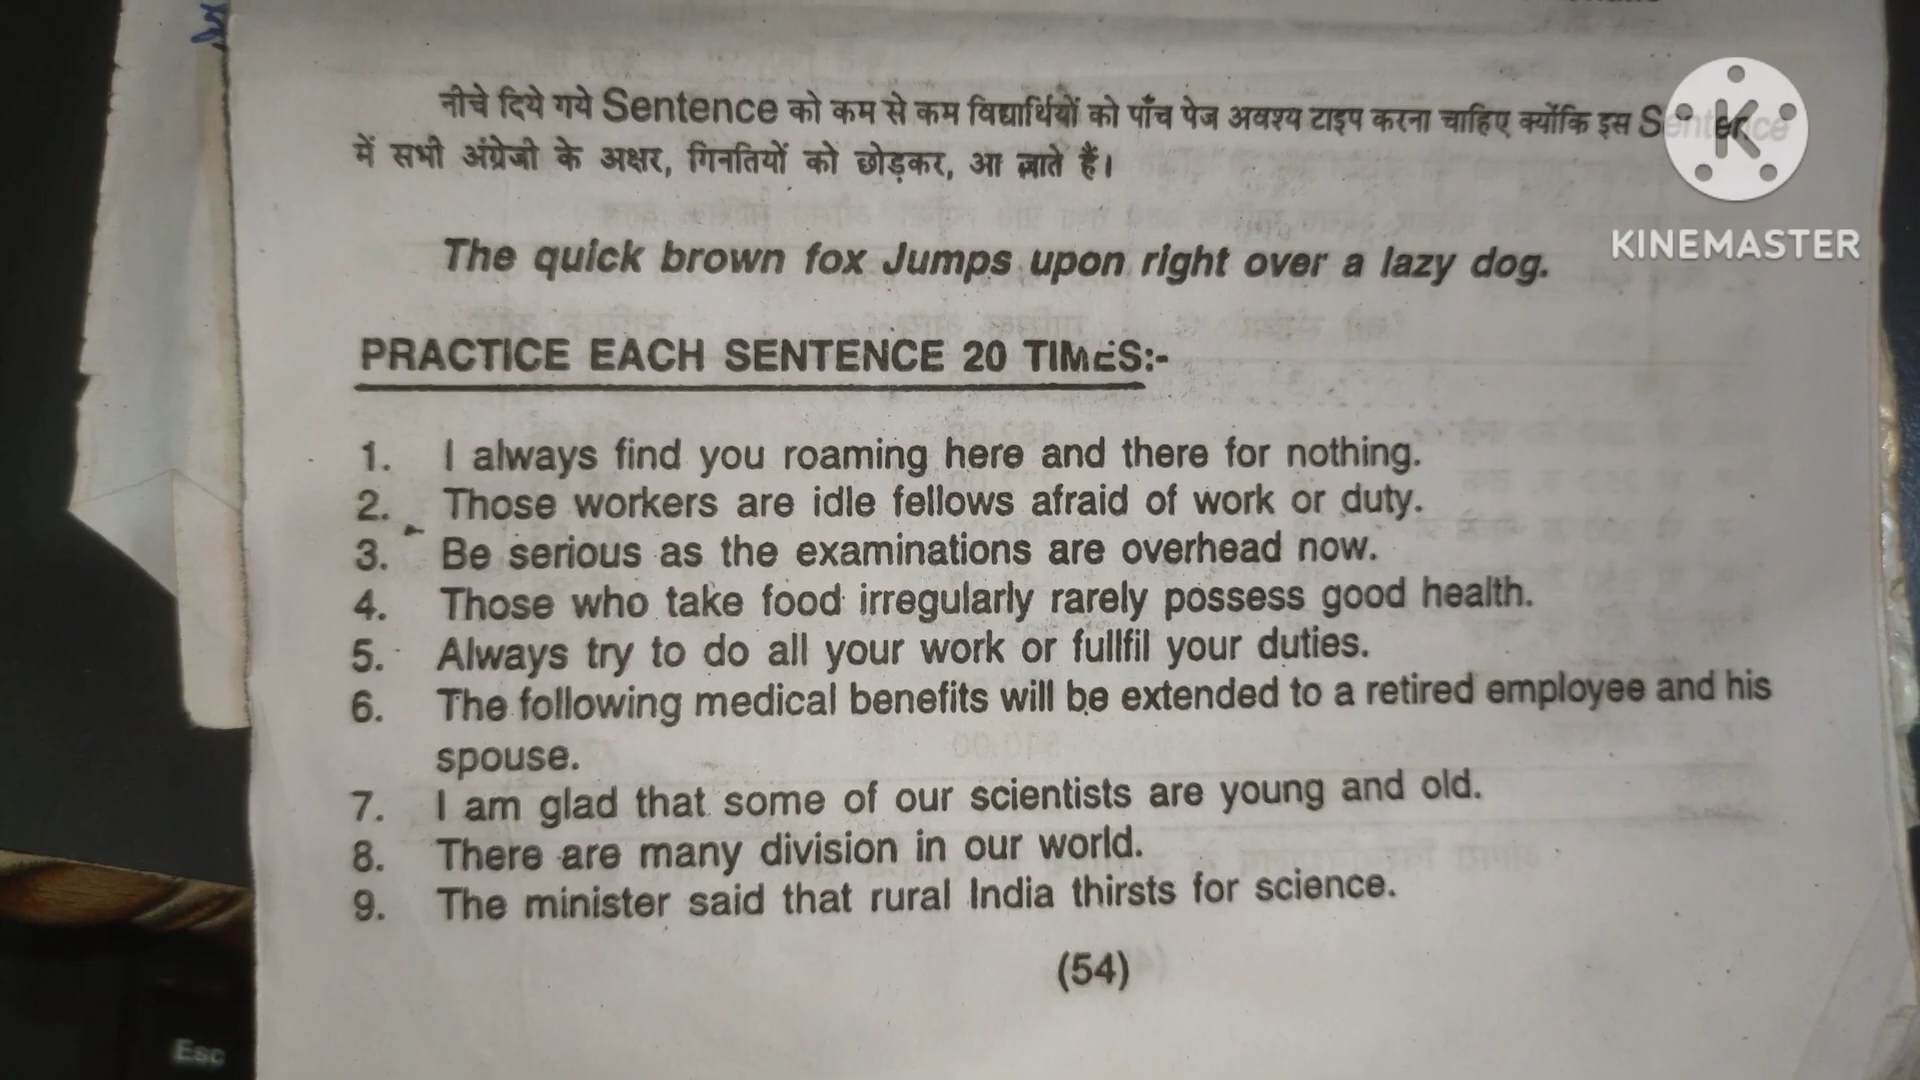 नीचे दिये गये Sentence को कम से कम विद्यार्थियों को पाँच पेज अवश्य टाइप करना चाहिए क्योंकि इस Sentence
में सभी अंग्रेजी के अक्षर, गिनतियों को छोड़कर, आ जाते हैं।
K
KINEMASTER
The quick brown fox Jumps upon right over a lazy dog.
PRACTICE EACH SENTENCE 20 TIMES:-
1. I always find you roaming here and there for nothing.
2. Those workers are idle fellows afraid of work or duty.
3. Be serious as the examinations are overhead now.
4. Those who take food irregularly rarely possess good health.
5. Always try to do all your work or fullfil your duties.
6. The following medical benefits will be extended to a retired employee and his
spouse.
7. I am glad that some of our scientists are young and old.
8. There are many division in our world.
9. The minister said that rural India thirsts for science.
(54)
Esc